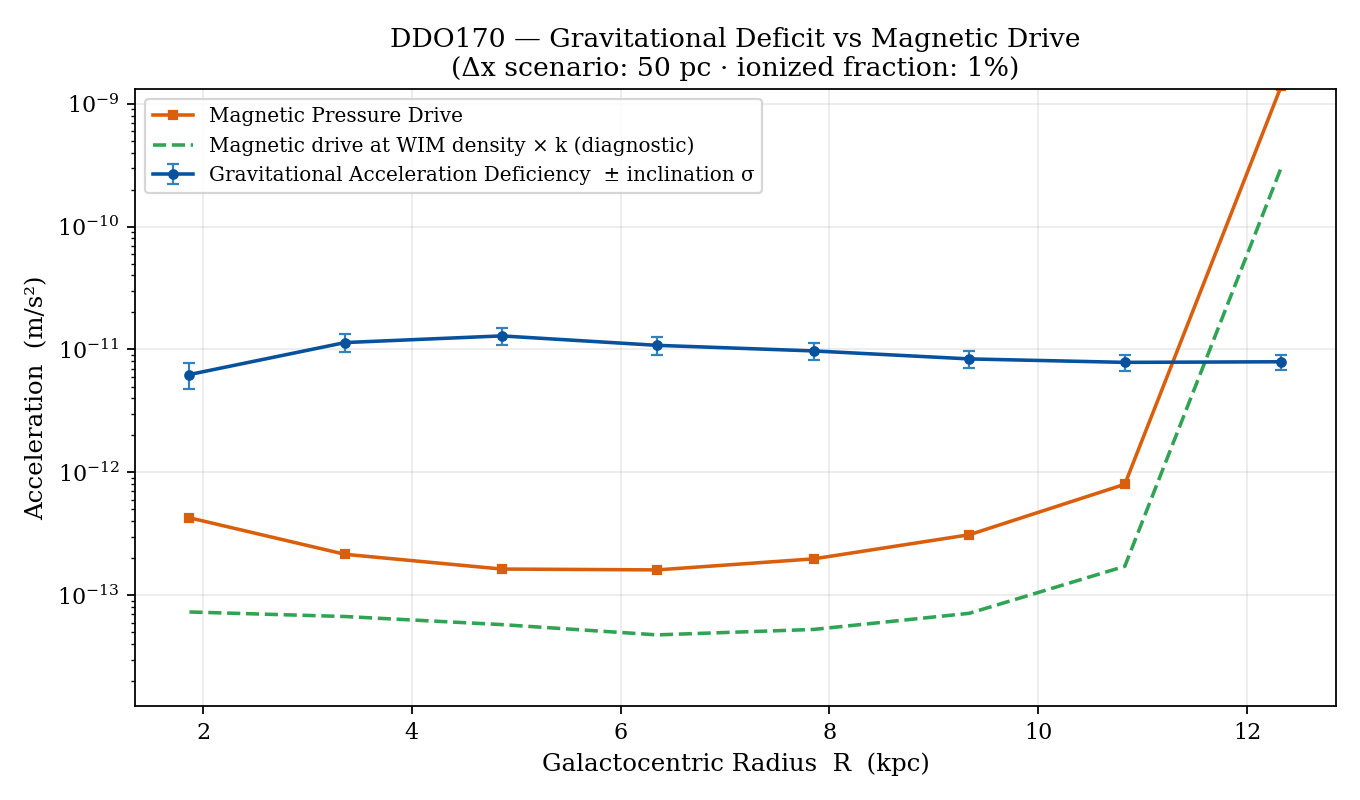 DDO170 — Gravitational Deficit vs Magnetic Drive
(Δx scenario: 50 pc · ionized fraction: 1%)
Magnetic Pressure Drive
Magnetic drive at WIM density × k (diagnostic)
Gravitational Acceleration Deficiency ± inclination σ
Acceleration (m/s²)
10⁻⁹
10⁻¹⁰
10⁻¹¹
10⁻¹²
10⁻¹³
2 4 6 8 10 12
Galactocentric Radius R (kpc)